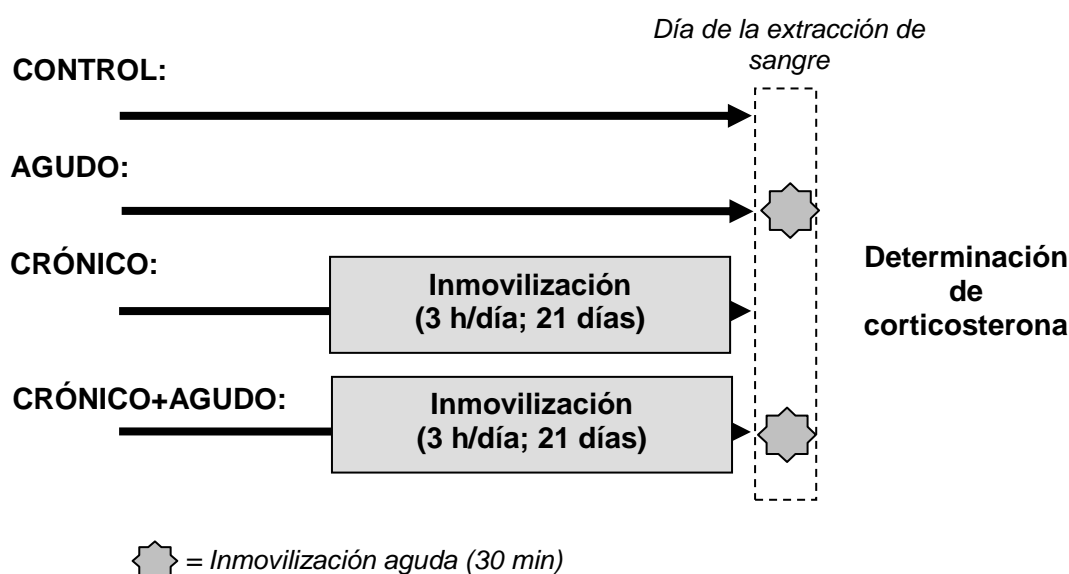 Día de la extracción de
sangre
CONTROL:
AGUDO:
CRÓNICO:
Inmovilización
(3 h/día; 21 días)
Determinación
de
corticosterona
CRÓNICO+AGUDO:
Inmovilización
(3 h/día; 21 días)
= Inmovilización aguda (30 min)